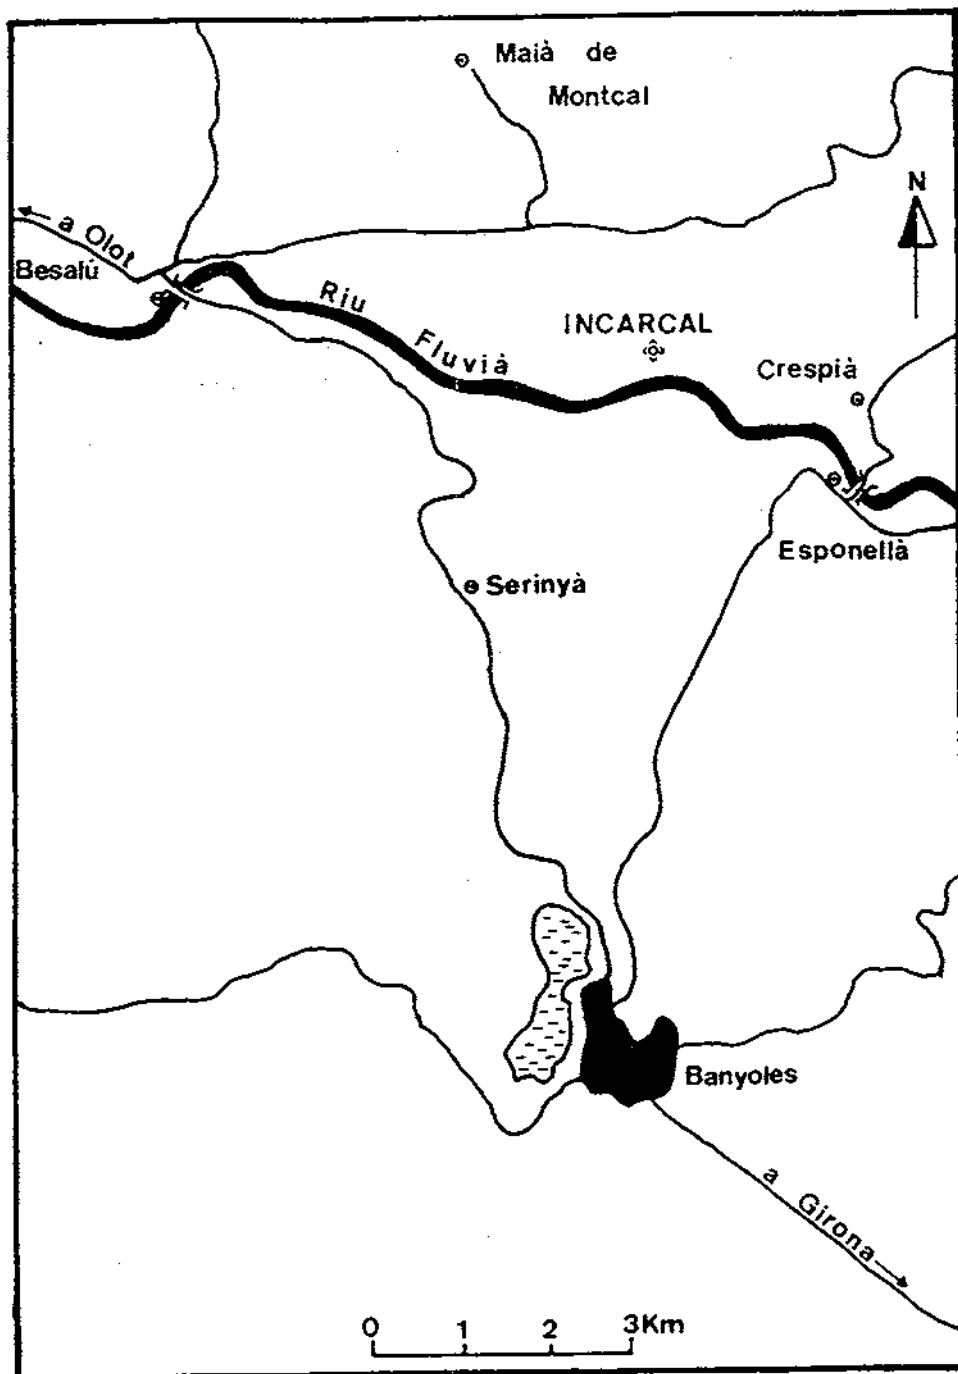 Maià de
Montcal
N
a Olot
Besalú
Riu
Fluvià
INCARCAL
Crespià
Esponellà
Serinyà
Banyoles
a Girona
0 1 2 3Km